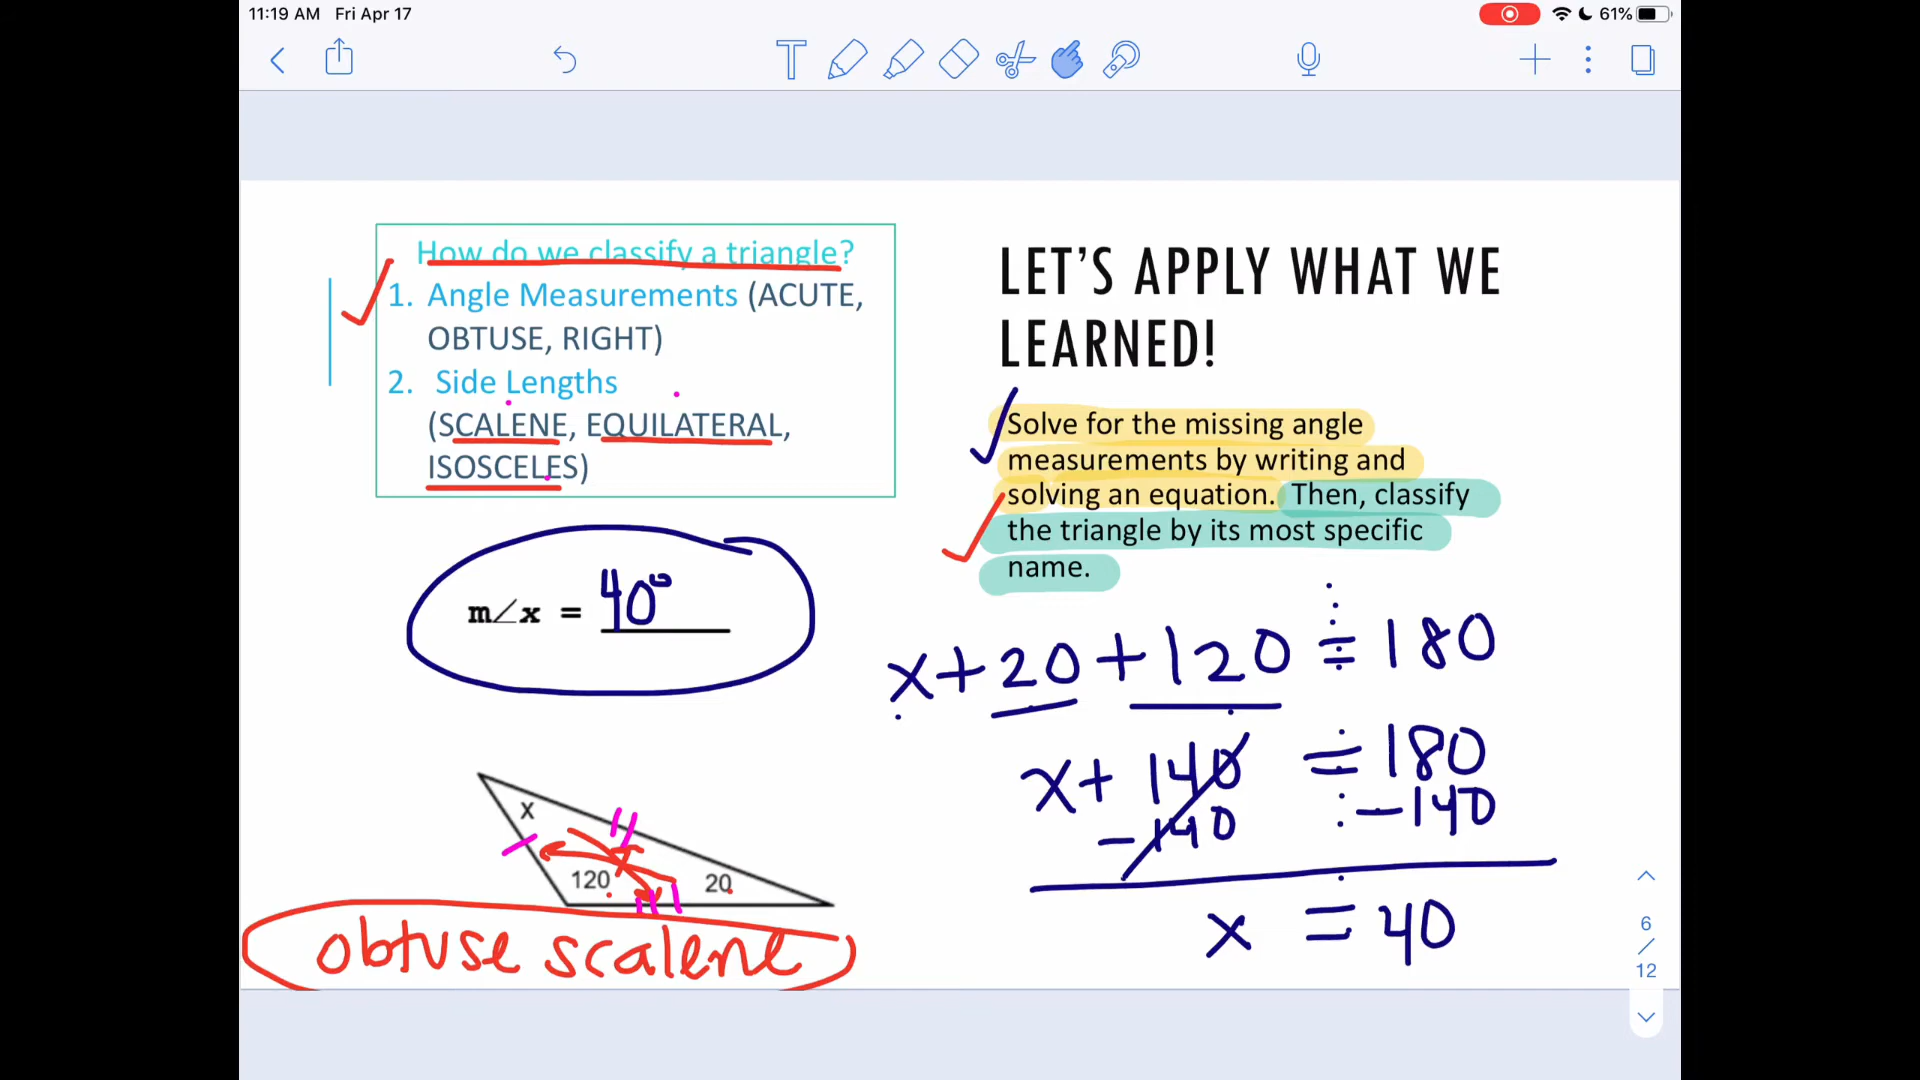 11:19 AM Fri Apr 17
61%
How do we classify a triangle?
1. Angle Measurements (ACUTE,
OBTUSE, RIGHT)
2. Side Lengths
(SCALENE, EQUILATERAL,
ISOSCELES)
LET'S APPLY WHAT WE
LEARNED!
Solve for the missing angle
measurements by writing and
solving an equation. Then, classify
the triangle by its most specific
name.
m∠x = 40°
x + 20 + 120 = 180
x + 140 = 180
- 140 - 140
x = 40
x
120
20
obtuse scalene
6
/
12